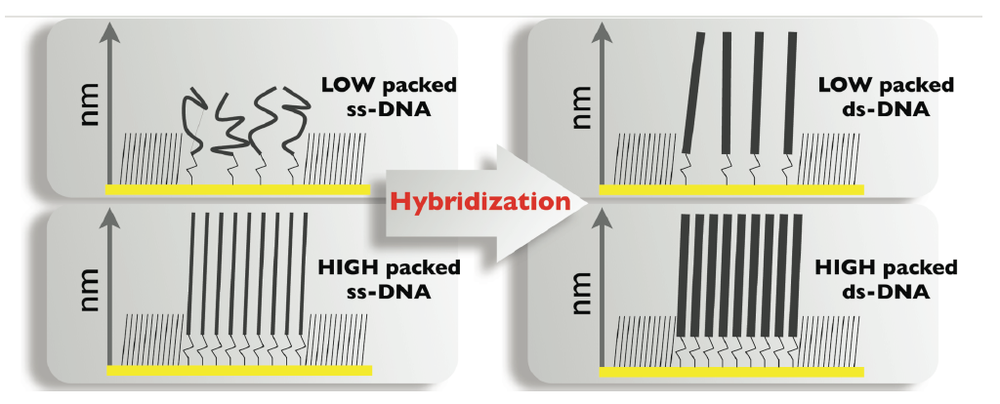 nm
LOW packed
ss-DNA
nm
LOW packed
ds-DNA
Hybridization
nm
HIGH packed
ss-DNA
nm
HIGH packed
ds-DNA